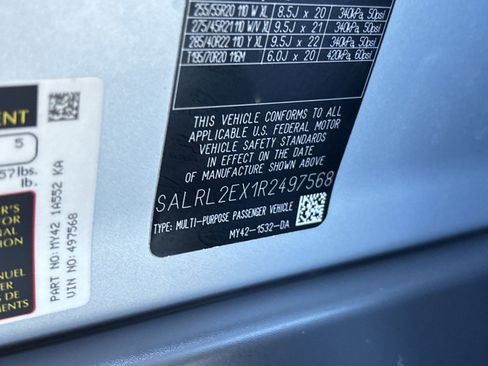 255/55R20 110 W XL 8.5J x 20 340kPa, 50psi
275/45R21 110 W/Y XL 9.5J x 21 340kPa, 50psi
285/40R22 110 Y XL 9.5J x 22 340kPa, 50psi
T195/70R20 116M 6.0J x 20 420kPa, 60psi
THIS VEHICLE CONFORMS TO ALL
APPLICABLE U.S. FEDERAL MOTOR
VEHICLE SAFETY STANDARDS
IN EFFECT ON THE DATE OF
MANUFACTURE SHOWN ABOVE
SALRL2EX1R2497568
TYPE: MULTI-PURPOSE PASSENGER VEHICLE
MY42-1532-DA
5
lbs.
lb.
PART NO: MY42 1A552 KA
VIN NO: 497568